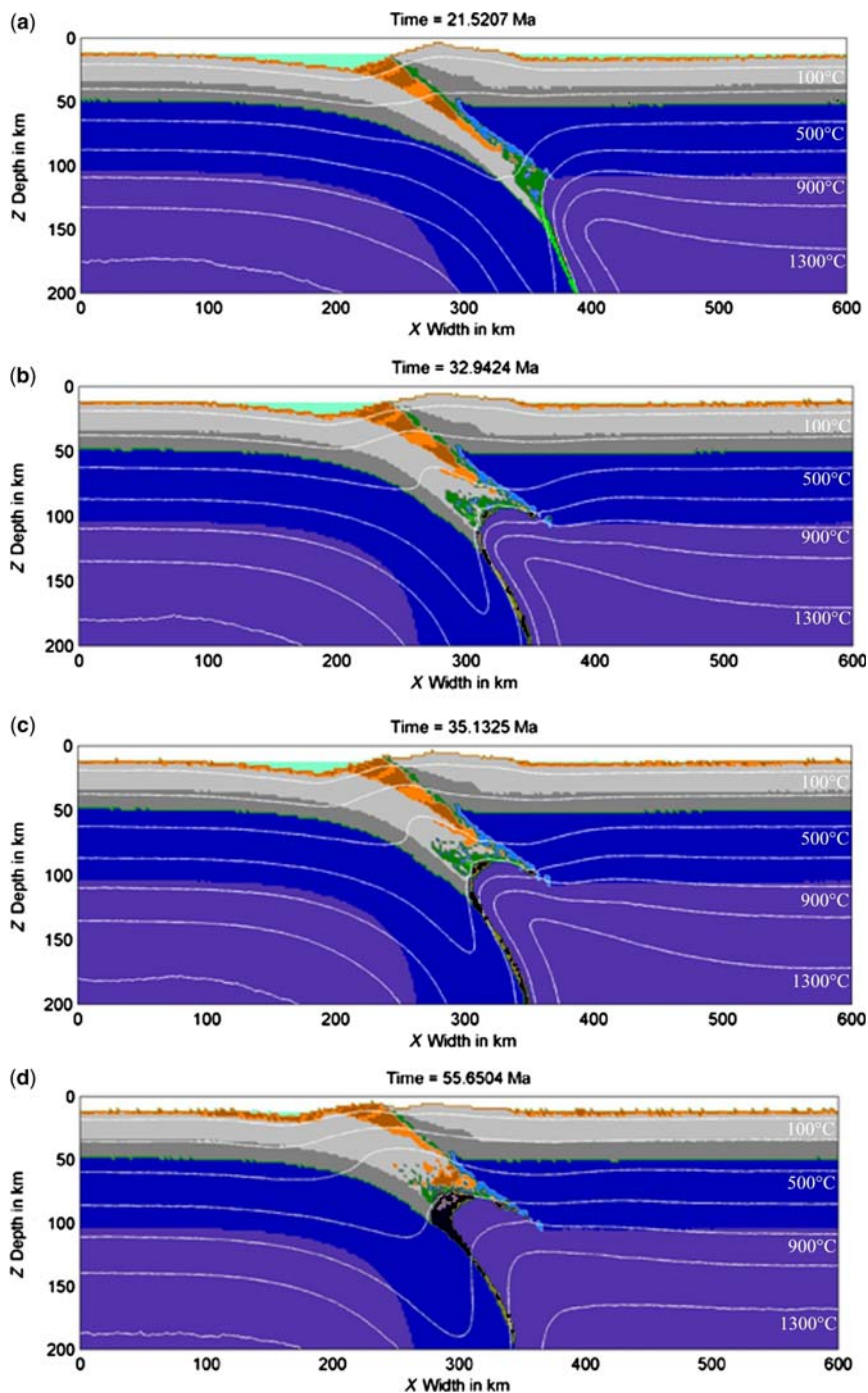 (a)
Time = 21.5207 Ma
0
50
100
150
200
Z Depth in km
100°C
500°C
900°C
1300°C
0 100 200 300 400 500 600
X Width in km
(b)
Time = 32.9424 Ma
0
50
100
150
200
Z Depth in km
100°C
500°C
900°C
1300°C
0 100 200 300 400 500 600
X Width in km
(c)
Time = 35.1325 Ma
0
50
100
150
200
Z Depth in km
100°C
500°C
900°C
1300°C
0 100 200 300 400 500 600
X Width in km
(d)
Time = 55.6504 Ma
0
50
100
150
200
Z Depth in km
100°C
500°C
900°C
1300°C
0 100 200 300 400 500 600
X Width in km